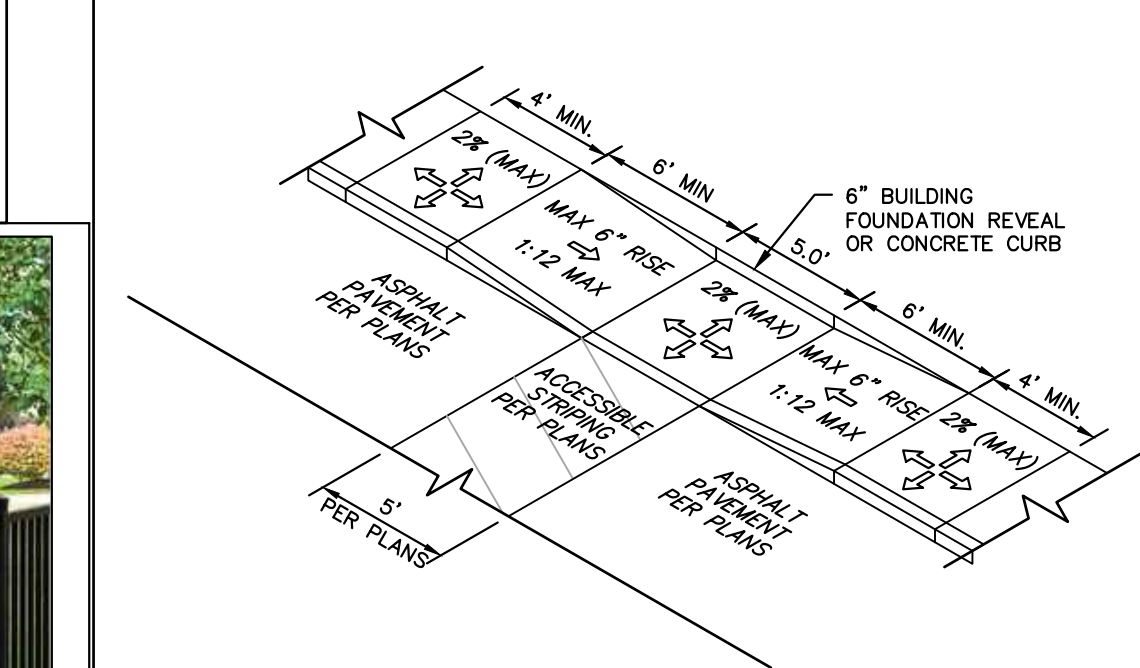 4' MIN.
6' MIN
5.0'
6' MIN.
4' MIN.
6" BUILDING
FOUNDATION REVEAL
OR CONCRETE CURB
2% (MAX)
MAX 6" RISE
1:12 MAX
2% (MAX)
MAX 6" RISE
1:12 MAX
2% (MAX)
ASPHALT
PAVEMENT
PER PLANS
ACCESSIBLE
STRIPING
PER PLANS
ASPHALT
PAVEMENT
PER PLANS
5'
PER PLANS